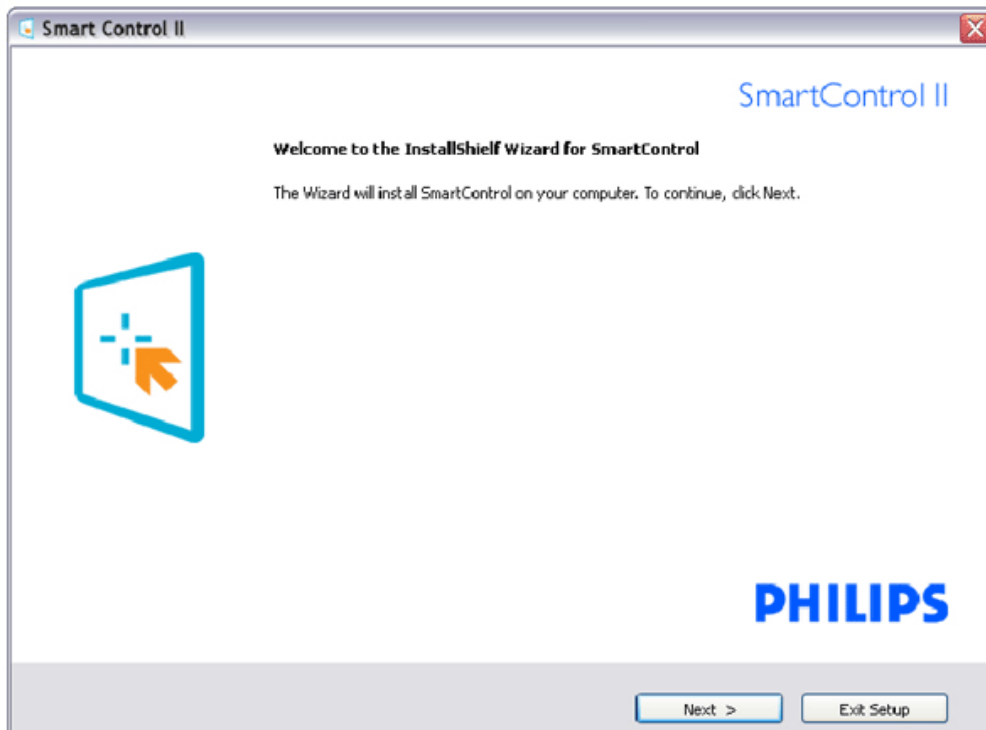 Smart Control II
SmartControl II
Welcome to the InstallShielf Wizard for SmartControl
The Wizard will install SmartControl on your computer. To continue, click Next.
PHILIPS
Next >
Exit Setup